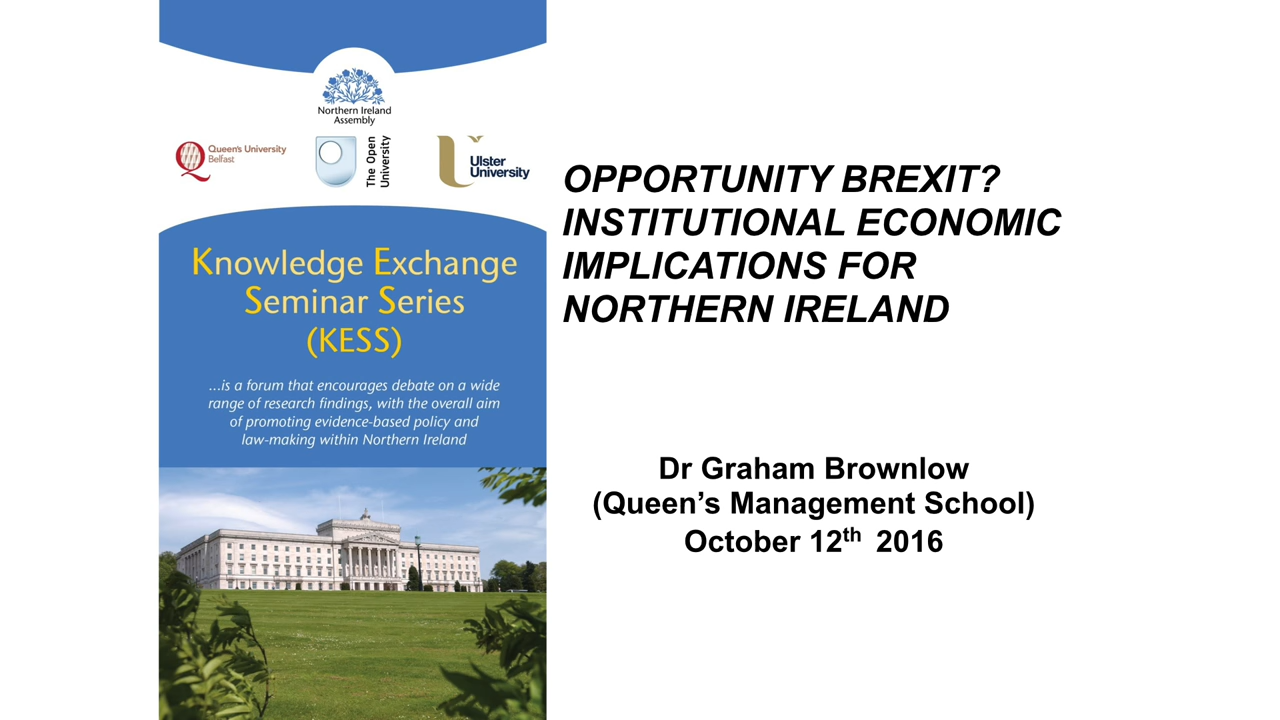 Northern Ireland
Assembly
Queen's University
Belfast
The Open
University
Ulster
University
Knowledge Exchange
Seminar Series
(KESS)
...is a forum that encourages debate on a wide
range of research findings, with the overall aim
of promoting evidence-based policy and
law-making within Northern Ireland
OPPORTUNITY BREXIT?
INSTITUTIONAL ECONOMIC
IMPLICATIONS FOR
NORTHERN IRELAND
Dr Graham Brownlow
(Queen’s Management School)
October 12th 2016